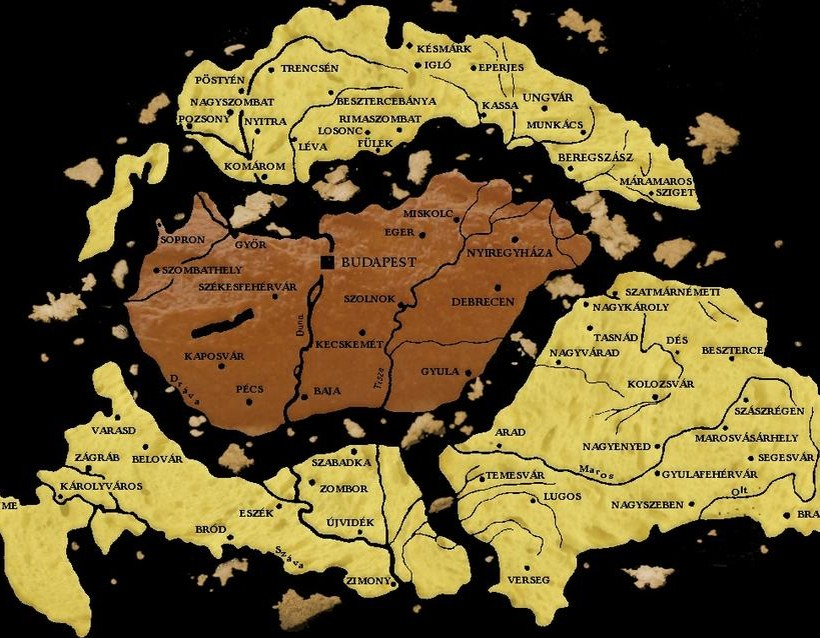 KÉSMÁRK
IGLÓ
EPERJES
TRENCSÉN
PÖSTYÉN
NAGYSZOMBAT
BESZTERCEBÁNYA
KASSA
UNGVÁR
POZSONY
NYITRA
RIMASZOMBAT
LOSONC
MUNKÁCS
LÉVA
FÜLEK
KOMÁROM
BEREGSZÁSZ
MÁRAMAROS
SZIGET
MISKOLC
EGER
SOPRON
GYŐR
NYIREGYHÁZA
BUDAPEST
SZOMBATHELY
SZÉKESFEHÉRVÁR
SZOLNOK
DEBRECEN
Duna
KECSKEMÉT
KAPOSVÁR
Tisza
GYULA
Dráva
PÉCS
BAJA
SZATMÁRNÉMETI
NAGYKÁROLY
TASNÁD
DÉS
NAGYVÁRAD
BESZTERCE
KOLOZSVÁR
SZÁSZRÉGEN
ARAD
NAGYENYED
MAROSVÁSÁRHELY
SEGESVÁR
Maros
TEMESVÁR
GYULAFEHÉRVÁR
LUGOS
NAGYSZEBEN
Olt
BRA
VERSEG
VARASD
ZÁGRÁB
BELOVÁR
KÁROLYVÁROS
ME
SZABADKA
ZOMBOR
ESZÉK
ÚJVIDÉK
BRÓD
Száva
ZIMONY